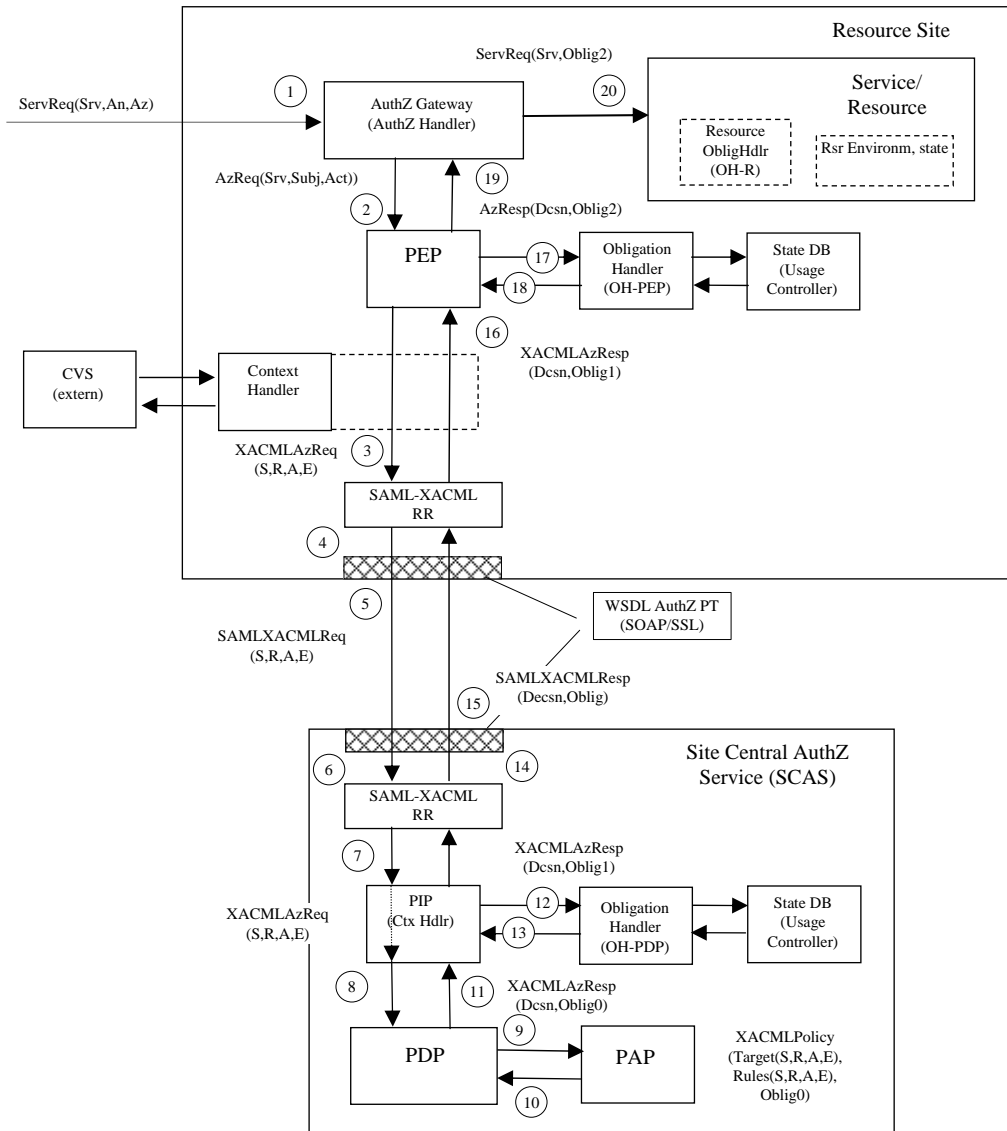 Resource Site
ServReq(Srv,Oblig2)
Service/
Resource
ServReq(Srv,An,Az)
1
20
AuthZ Gateway
(AuthZ Handler)
Resource
ObligHdlr
(OH-R)
Rsr Environm, state
AzReq(Srv,Subj,Act))
19
2
AzResp(Dcsn,Oblig2)
PEP
17
18
Obligation
Handler
(OH-PEP)
State DB
(Usage
Controller)
16
XACMLAzResp
(Dcsn,Oblig1)
CVS
(extern)
Context
Handler
XACMLAzReq
(S,R,A,E)
3
SAML-XACML
RR
4
5
WSDL AuthZ PT
(SOAP/SSL)
SAMLXACMLReq
(S,R,A,E)
SAMLXACMLResp
(Decsn,Oblig)
15
Site Central AuthZ
Service (SCAS)
6
14
SAML-XACML
RR
7
XACMLAzResp
(Dcsn,Oblig1)
XACMLAzReq
(S,R,A,E)
PIP
(Ctx Hdlr)
12
13
Obligation
Handler
(OH-PDP)
State DB
(Usage
Controller)
8
11
XACMLAzResp
(Dcsn,Oblig0)
9
PDP
PAP
10
XACMLPolicy
(Target(S,R,A,E),
Rules(S,R,A,E),
Oblig0)